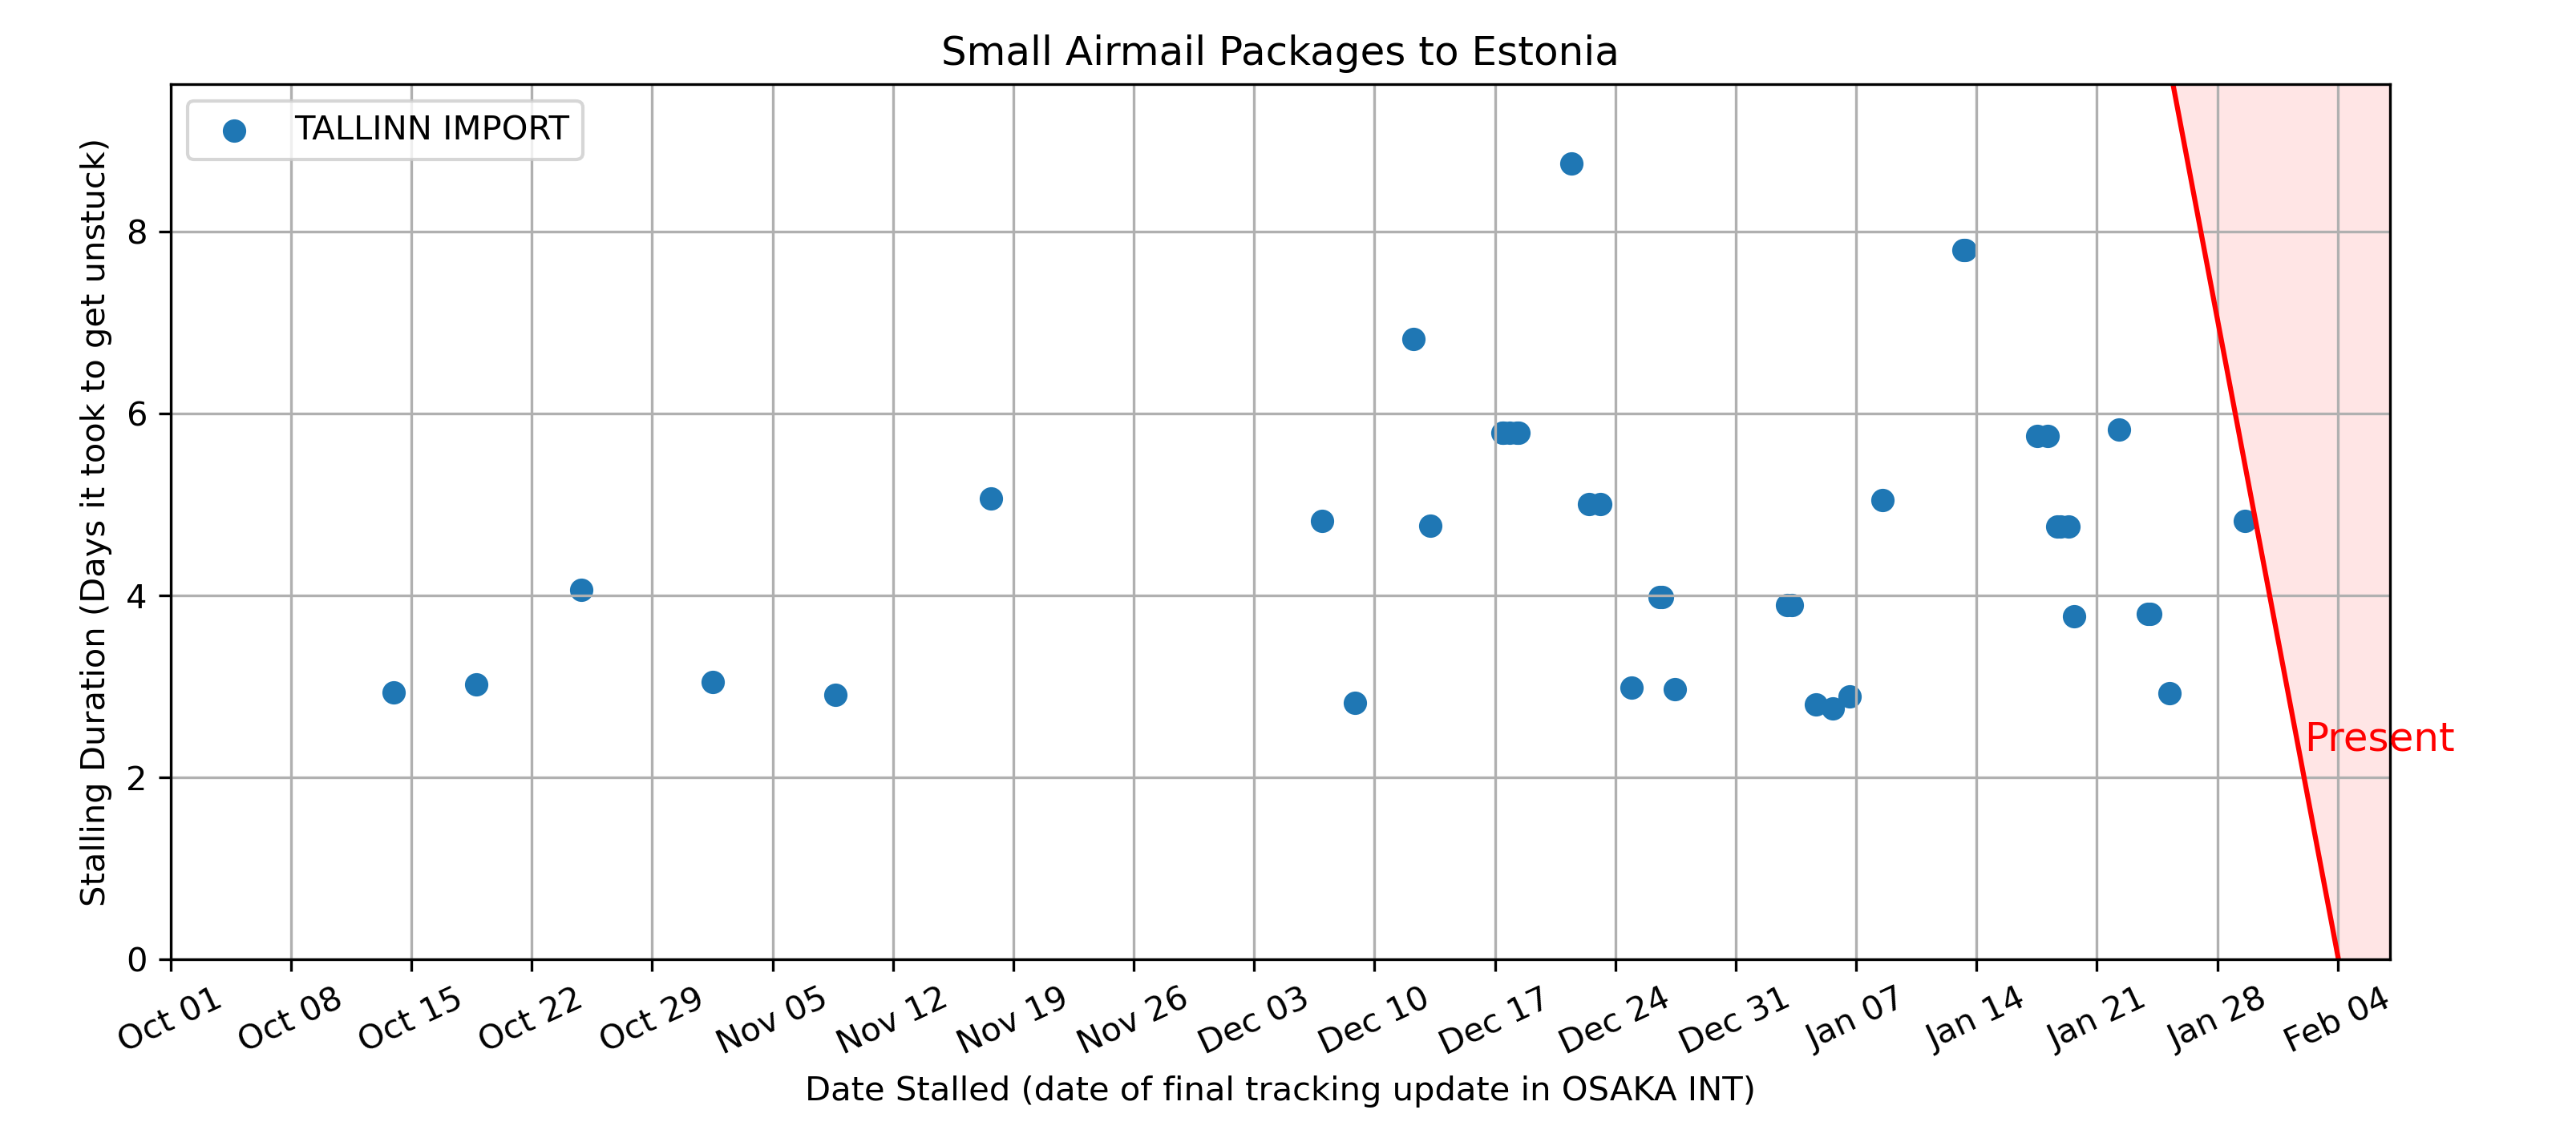 Small Airmail Packages to Estonia
TALLINN IMPORT
Stalling Duration (Days it took to get unstuck)
8
6
4
2
0
Present
Oct 01 Oct 08 Oct 15 Oct 22 Oct 29 Nov 05 Nov 12 Nov 19 Nov 26 Dec 03 Dec 10 Dec 17 Dec 24 Dec 31 Jan 07 Jan 14 Jan 21 Jan 28 Feb 04
Date Stalled (date of final tracking update in OSAKA INT)